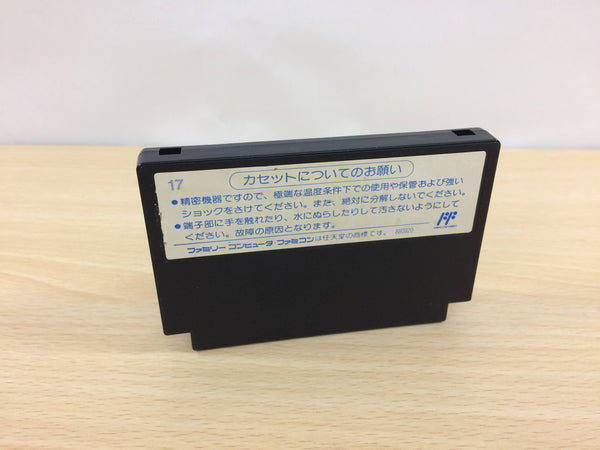 17
カセットについてのお願い
●精密機器ですので、極端な温度条件下での使用や保管および強い
ショックをさけてください。また、絶対に分解しないでください。
●端子部に手を触れたり、水にぬらしたりして汚さないようにして
ください。故障の原因となります。
ファミリーコンピュータ・ファミコンは任天堂の商標です。